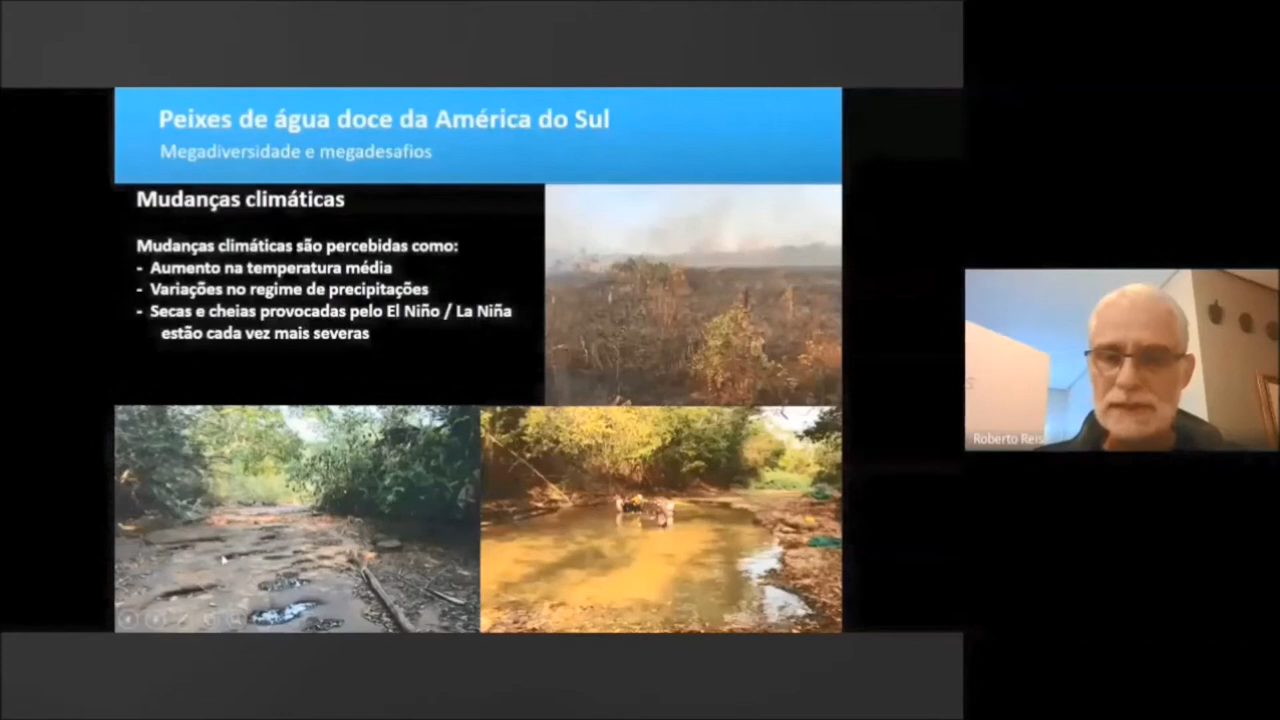 Peixes de água doce da América do Sul
Megadiversidade e megadesafios
Mudanças climáticas
Mudanças climáticas são percebidas como:
- Aumento na temperatura média
- Variações no regime de precipitações
- Secas e cheias provocadas pelo El Niño / La Niña
estão cada vez mais severas
Roberto Reis